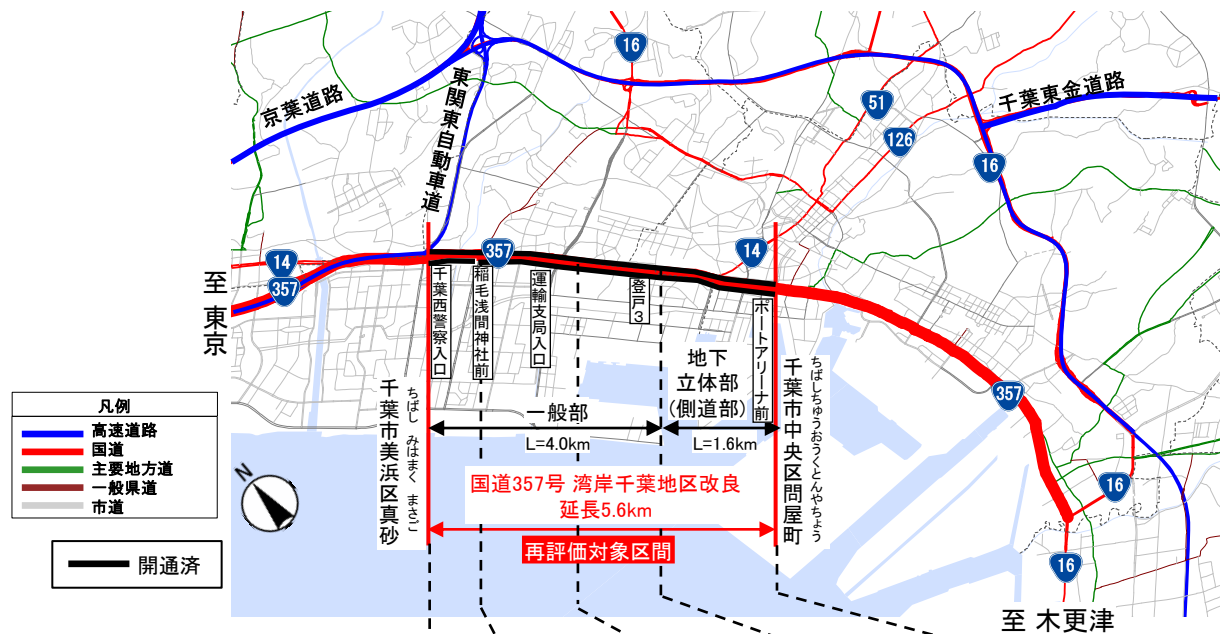 京葉道路
東関東自動車道
16
51
126
千葉東金道路
16
14
357
至 東京
357
14
千葉西警察入口
稲毛浅間神社前
運輸支局入口
登戸3
ポートアリーナ前
地下
立体部
(側道部)
一般部
L=4.0km
L=1.6km
千葉市美浜区真砂
ちばし みはまく まさご
千葉市中央区問屋町
ちばしちゅうおうくとんやちょう
国道357号 湾岸千葉地区改良
延長5.6km
再評価対象区間
357
16
16
至 木更津
凡例
高速道路
国道
主要地方道
一般県道
市道
N
開通済